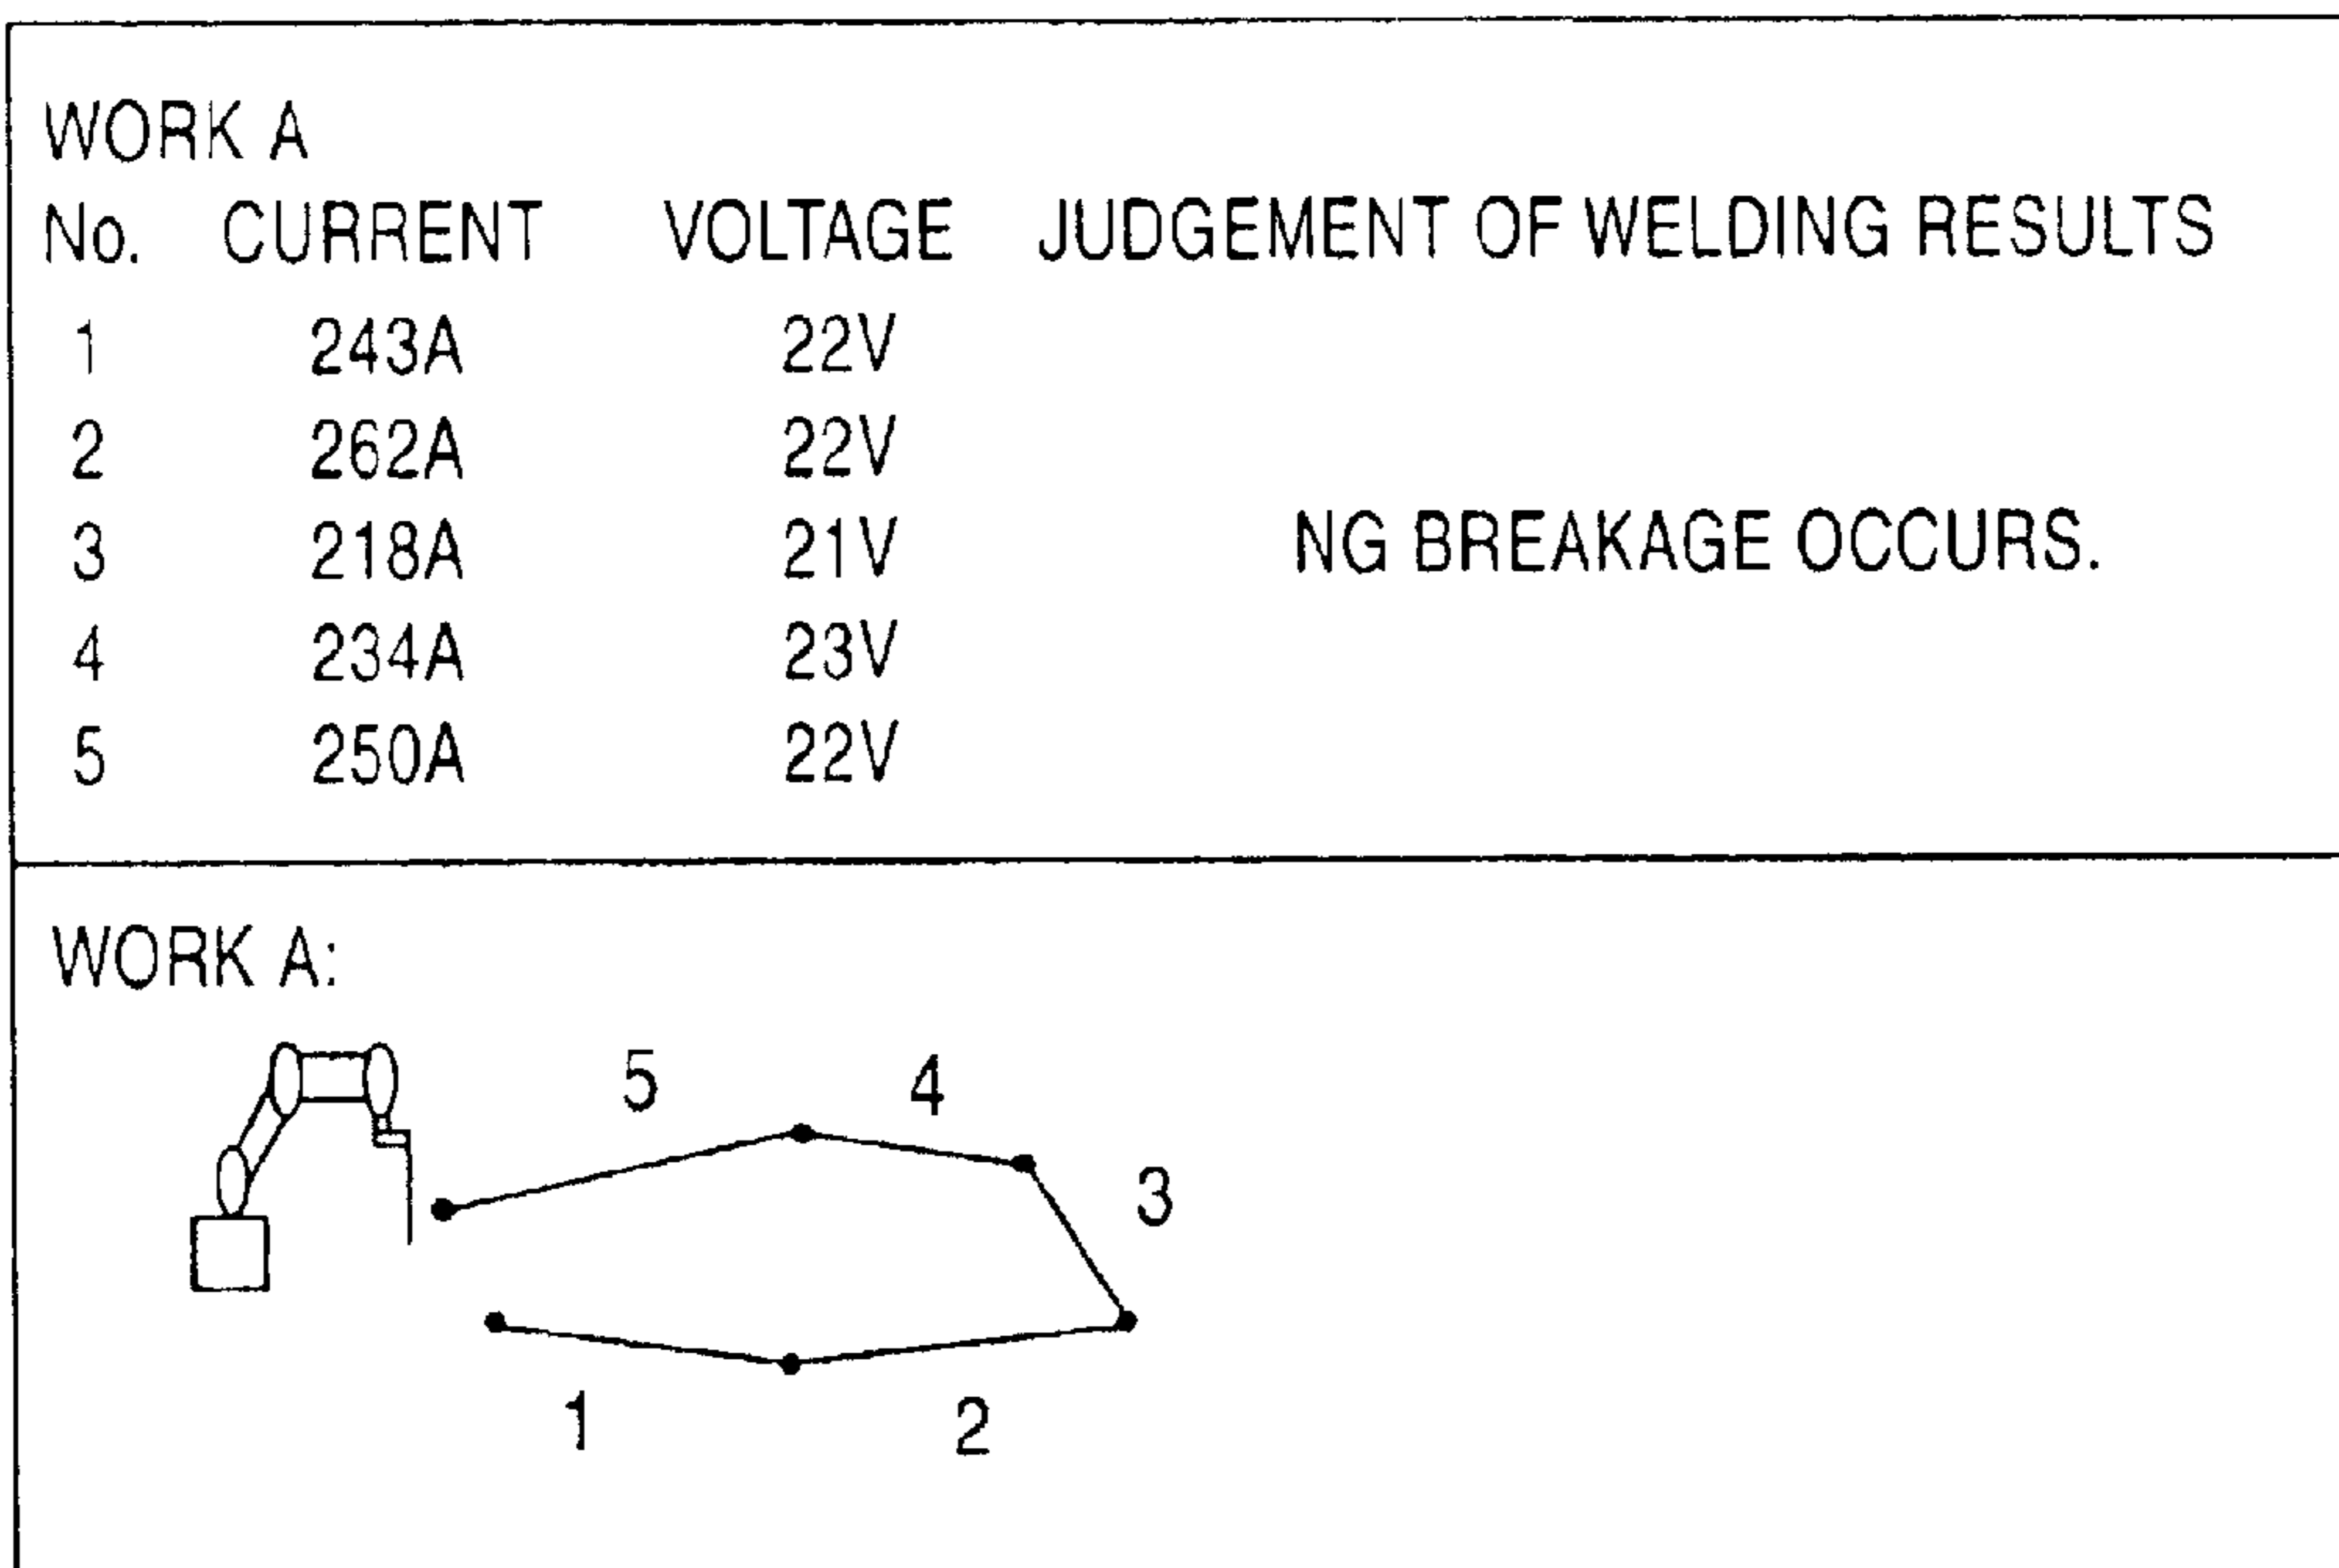 WORK A
No. CURRENT VOLTAGE JUDGEMENT OF WELDING RESULTS
1 243A 22V
2 262A 22V
3 218A 21V NG BREAKAGE OCCURS.
4 234A 23V
5 250A 22V
WORK A:
5 4
3
1 2